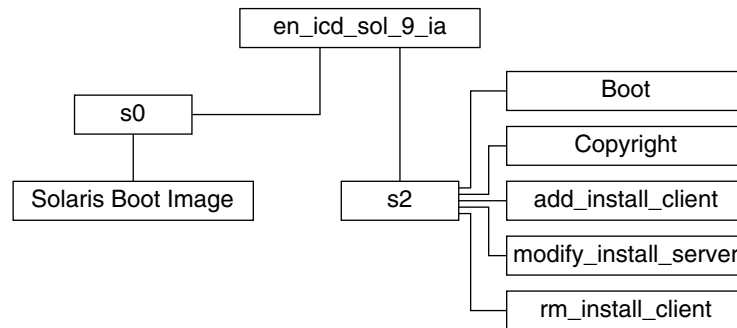 en_icd_sol_9_ia
s0
Solaris Boot Image
s2
Boot
Copyright
add_install_client
modify_install_server
rm_install_client